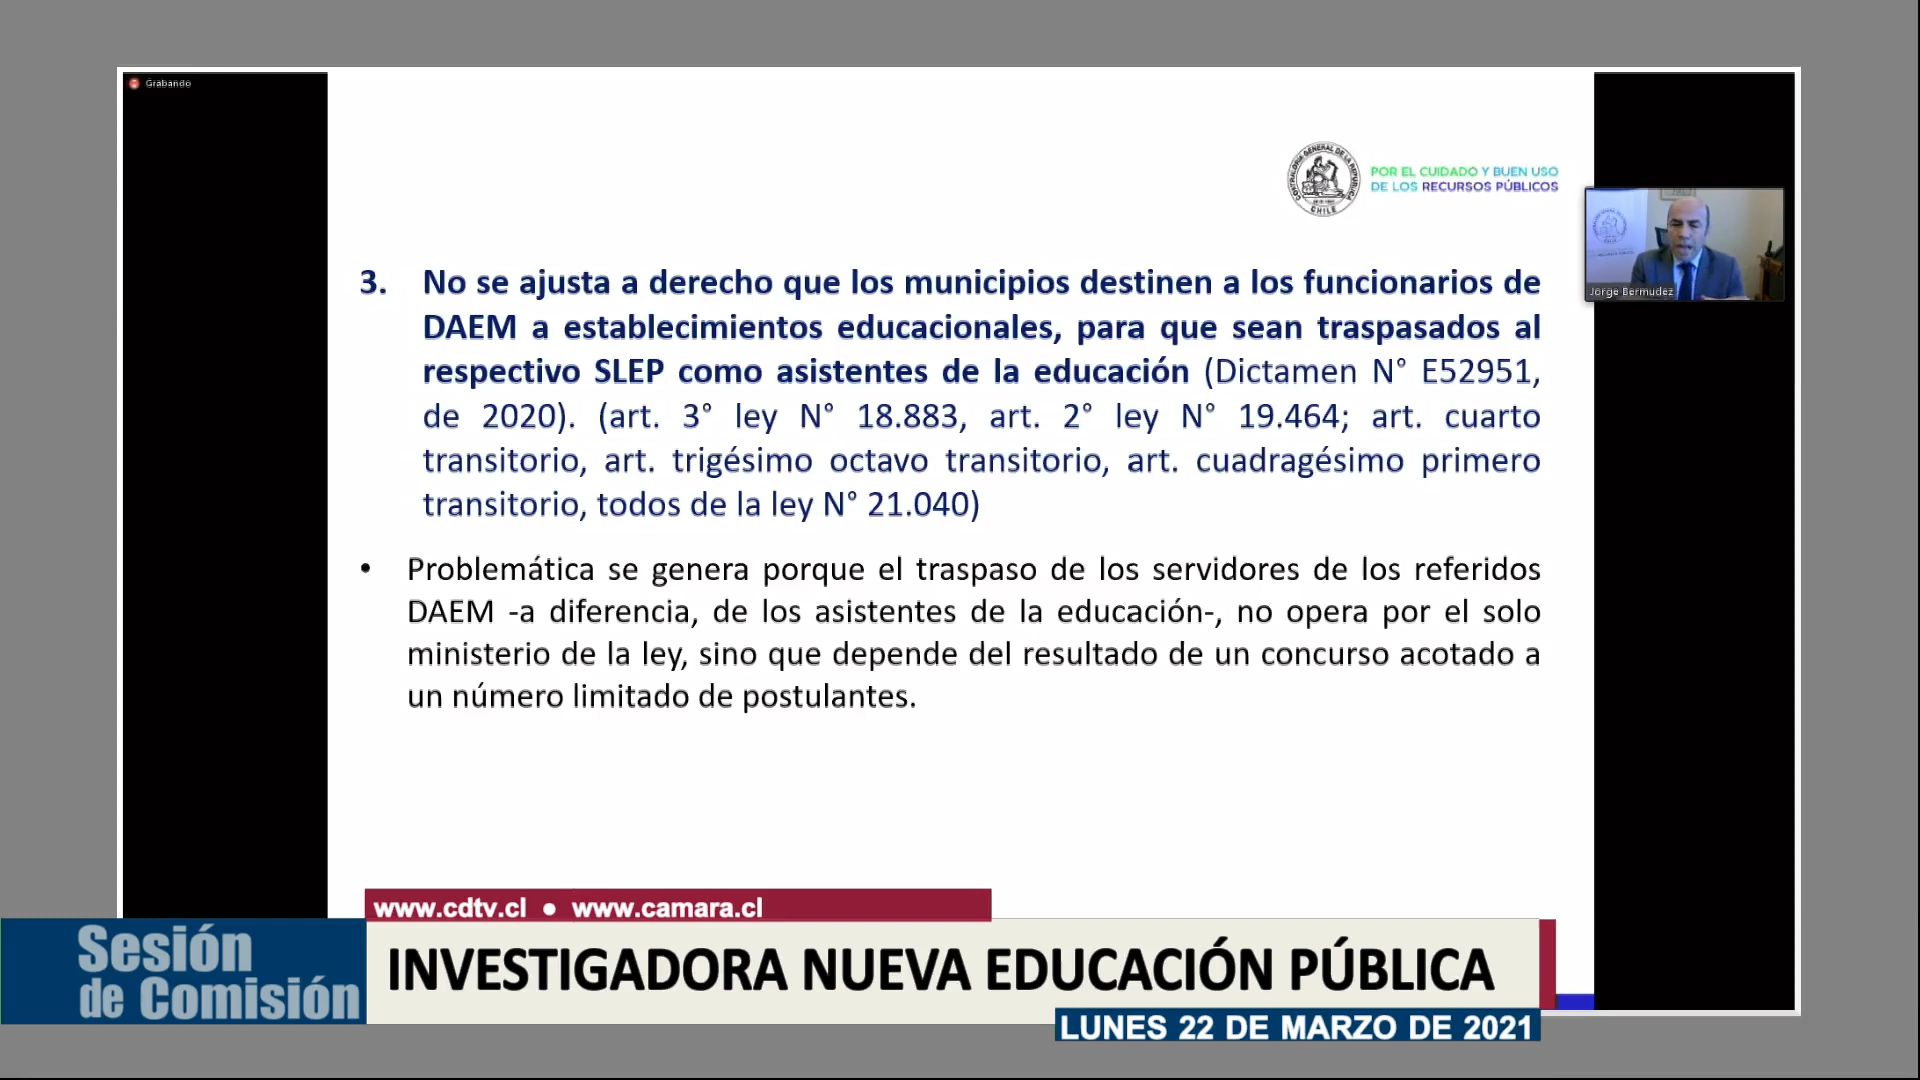 Grabando
CONTRALORÍA GENERAL DE LA REPÚBLICA
CHILE
POR EL CUIDADO Y BUEN USO
DE LOS RECURSOS PÚBLICOS
Jorge Bermudez
3. No se ajusta a derecho que los municipios destinen a los funcionarios de
DAEM a establecimientos educacionales, para que sean traspasados al
respectivo SLEP como asistentes de la educación (Dictamen N° E52951,
de 2020). (art. 3° ley N° 18.883, art. 2° ley N° 19.464; art. cuarto
transitorio, art. trigésimo octavo transitorio, art. cuadragésimo primero
transitorio, todos de la ley N° 21.040)
• Problemática se genera porque el traspaso de los servidores de los referidos
DAEM -a diferencia, de los asistentes de la educación-, no opera por el solo
ministerio de la ley, sino que depende del resultado de un concurso acotado a
un número limitado de postulantes.
www.cdtv.cl ● www.camara.cl
Sesión
de Comisión
INVESTIGADORA NUEVA EDUCACIÓN PÚBLICA
LUNES 22 DE MARZO DE 2021